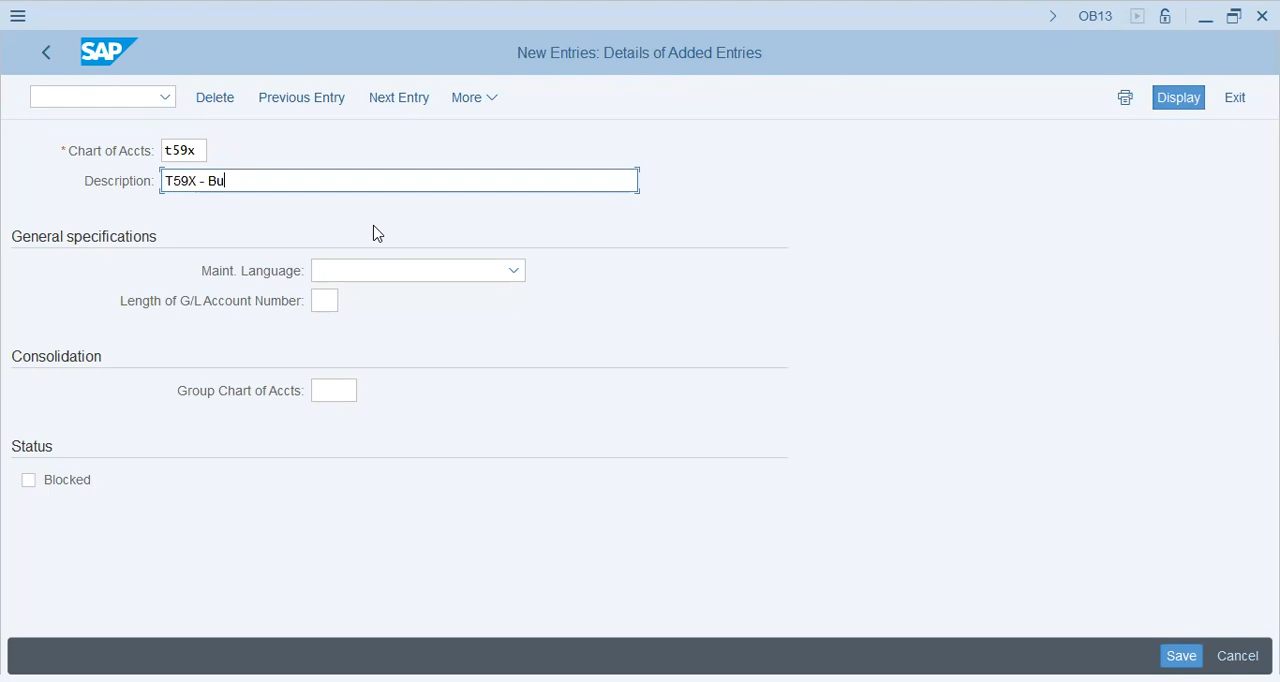 OB13
SAP New Entries: Details of Added Entries
Delete Previous Entry Next Entry More Display Exit
* Chart of Accts: t59x
Description: T59X - Bu
General specifications
Maint. Language:
Length of G/L Account Number:
Consolidation
Group Chart of Accts:
Status
Blocked
Save Cancel